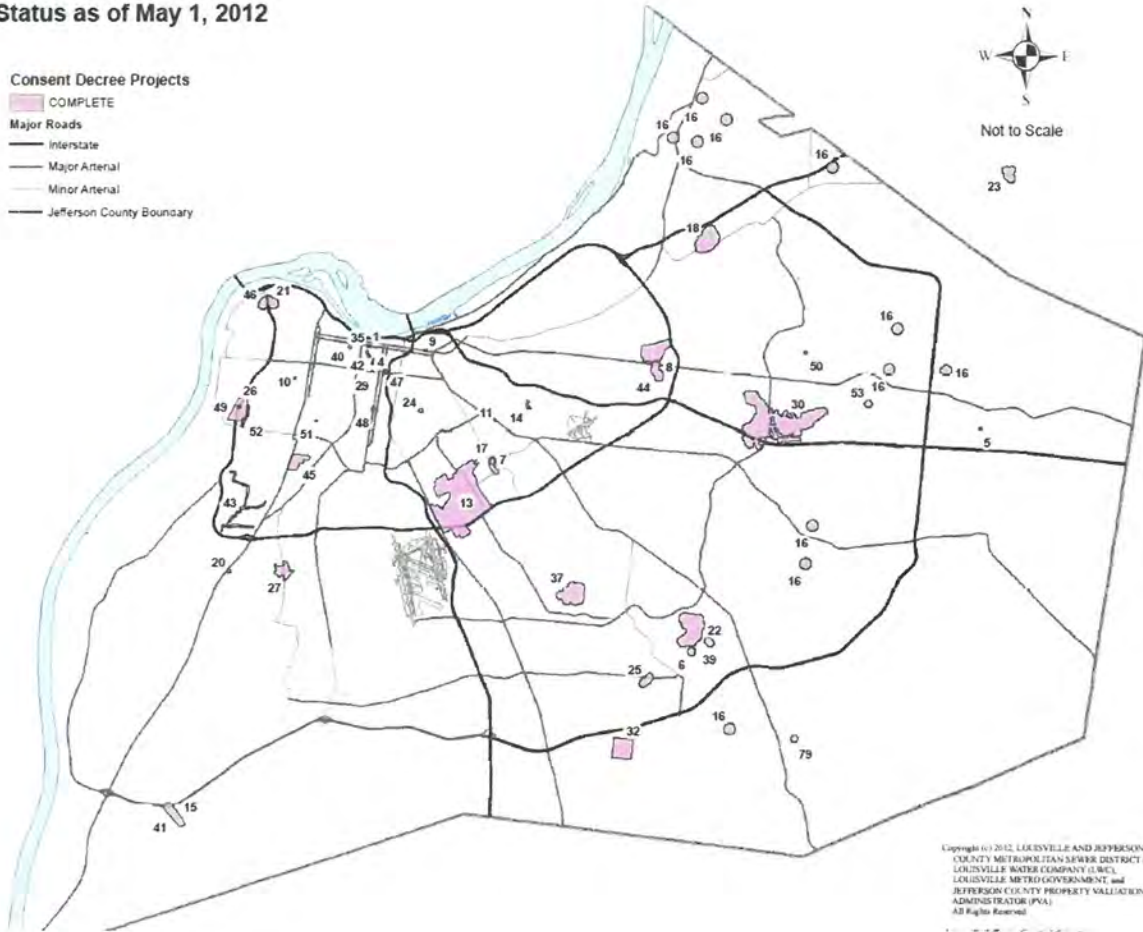 Status as of May 1, 2012
N
W
E
S
Not to Scale
Consent Decree Projects
COMPLETE
Major Roads
Interstate
Major Arterial
Minor Arterial
Jefferson County Boundary
16
16
16
16
16
16
23
18
46
21
35
1
9
40
42
4
29
47
8
44
50
16
16
16
53
5
10
26
49
52
51
48
24
11
14
30
17
7
45
43
13
20
27
37
16
16
22
6
39
25
32
16
79
15
41
Copyright (c) 2012, LOUISVILLE AND JEFFERSON
COUNTY METROPOLITAN SEWER DISTRICT
LOUISVILLE WATER COMPANY (LWC),
LOUISVILLE METRO GOVERNMENT, and
JEFFERSON COUNTY PROPERTY VALUATION
ADMINISTRATOR (PVA)
All Rights Reserved